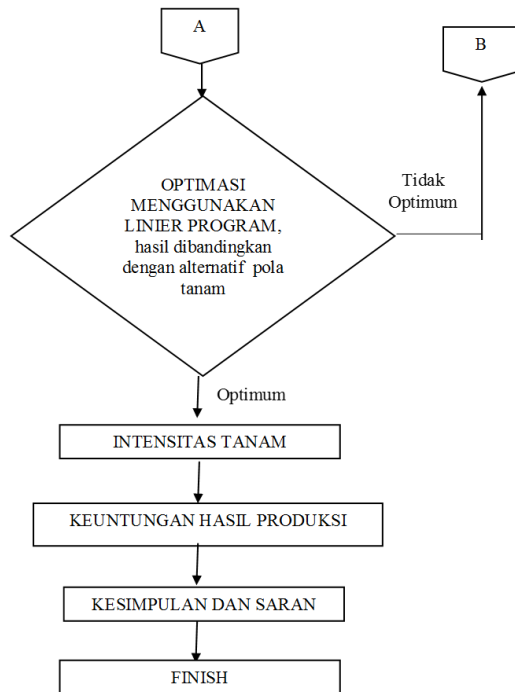 A
B
OPTIMASI
MENGGUNAKAN
LINIER PROGRAM,
hasil dibandingkan
dengan alternatif pola
tanam
Tidak
Optimum
Optimum
INTENSITAS TANAM
KEUNTUNGAN HASIL PRODUKSI
KESIMPULAN DAN SARAN
FINISH